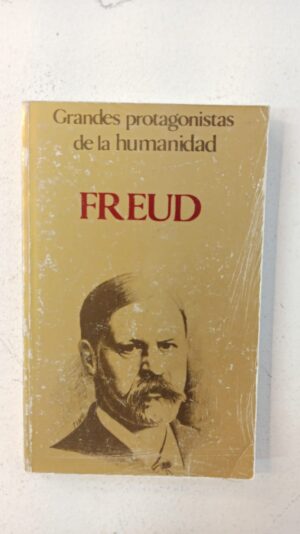 Grandes protagonistas
de la humanidad
FREUD